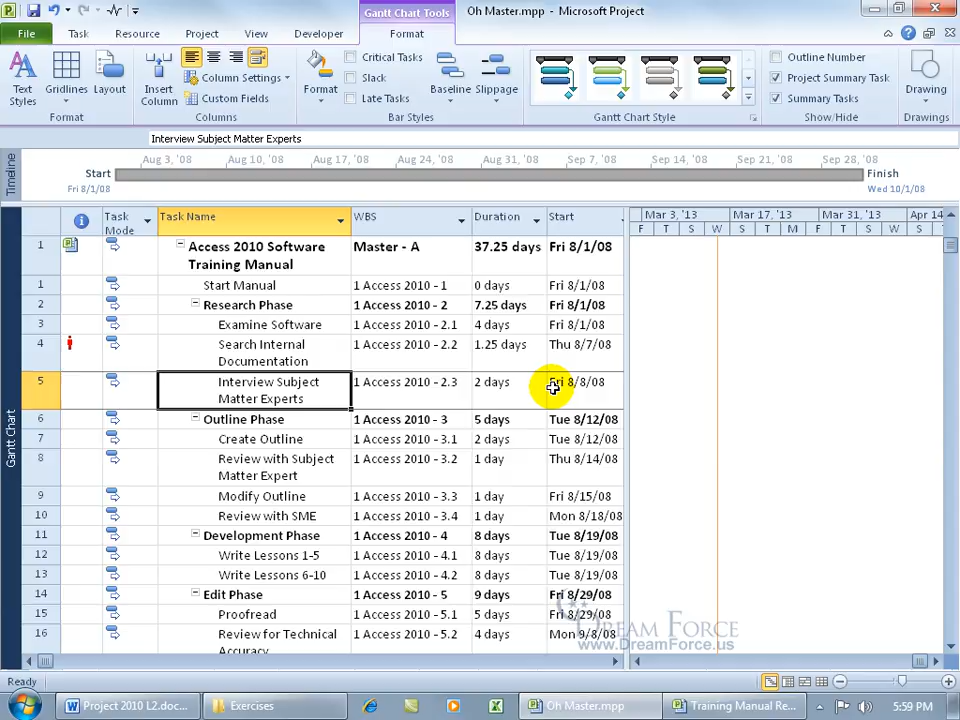 Gantt Chart Tools
Oh Master.mpp - Microsoft Project
File Task Resource Project View Developer Format
Text Styles
Gridlines
Layout
Format
Insert Column
Column Settings
Custom Fields
Columns
Format
Critical Tasks
Slack
Late Tasks
Baseline
Slippage
Bar Styles
Gantt Chart Style
Outline Number
Project Summary Task
Summary Tasks
Show/Hide
Drawing
Drawings
Interview Subject Matter Experts
Timeline
Aug 3, '08 Aug 10, '08 Aug 17, '08 Aug 24, '08 Aug 31, '08 Sep 7, '08 Sep 14, '08 Sep 21, '08 Sep 28, '08
Start
Fri 8/1/08
Finish
Wed 10/1/08
Gantt Chart
Task Mode Task Name WBS Duration Start
Mar 3, '13 Mar 17, '13 Mar 31, '13 Apr 14
F T S W S T M F T S W S
1 Access 2010 Software Training Manual Master - A 37.25 days Fri 8/1/08
1 Start Manual 1 Access 2010 - 1 0 days Fri 8/1/08
2 Research Phase 1 Access 2010 - 2 7.25 days Fri 8/1/08
3 Examine Software 1 Access 2010 - 2.1 4 days Fri 8/1/08
4 Search Internal Documentation 1 Access 2010 - 2.2 1.25 days Thu 8/7/08
5 Interview Subject Matter Experts 1 Access 2010 - 2.3 2 days Fri 8/8/08
6 Outline Phase 1 Access 2010 - 3 5 days Tue 8/12/08
7 Create Outline 1 Access 2010 - 3.1 2 days Tue 8/12/08
8 Review with Subject Matter Expert 1 Access 2010 - 3.2 1 day Thu 8/14/08
9 Modify Outline 1 Access 2010 - 3.3 1 day Fri 8/15/08
10 Review with SME 1 Access 2010 - 3.4 1 day Mon 8/18/08
11 Development Phase 1 Access 2010 - 4 8 days Tue 8/19/08
12 Write Lessons 1-5 1 Access 2010 - 4.1 8 days Tue 8/19/08
13 Write Lessons 6-10 1 Access 2010 - 4.2 8 days Tue 8/19/08
14 Edit Phase 1 Access 2010 - 5 9 days Fri 8/29/08
15 Proofread 1 Access 2010 - 5.1 5 days Fri 8/29/08
16 Review for Technical Accuracy 1 Access 2010 - 5.2 4 days Mon 9/8/08
DREAM FORCE
www.DreamForce.us
Ready
Project 2010 L2.doc...
Exercises
Oh Master.mpp
Training Manual Re...
5:59 PM